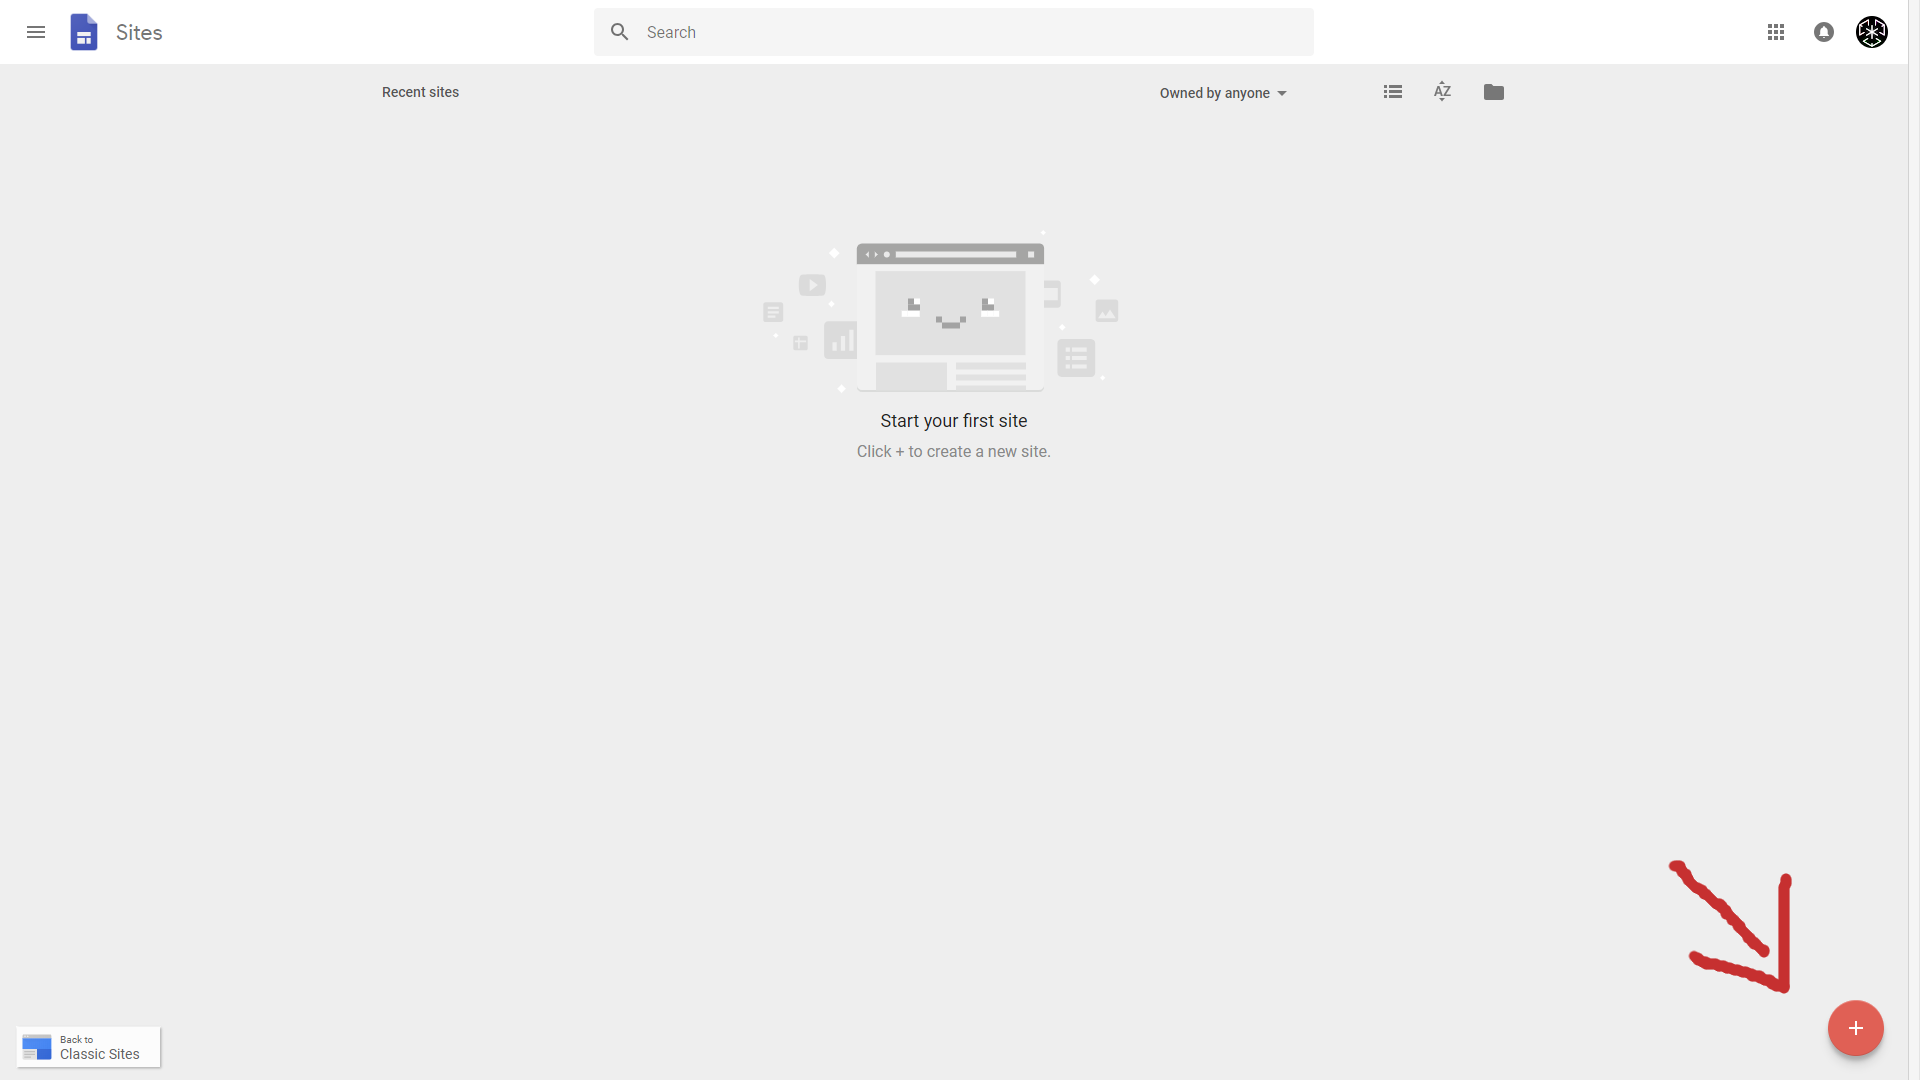 Sites
Search
Recent sites
Owned by anyone
AZ
Start your first site
Click + to create a new site.
Back to
Classic Sites
+